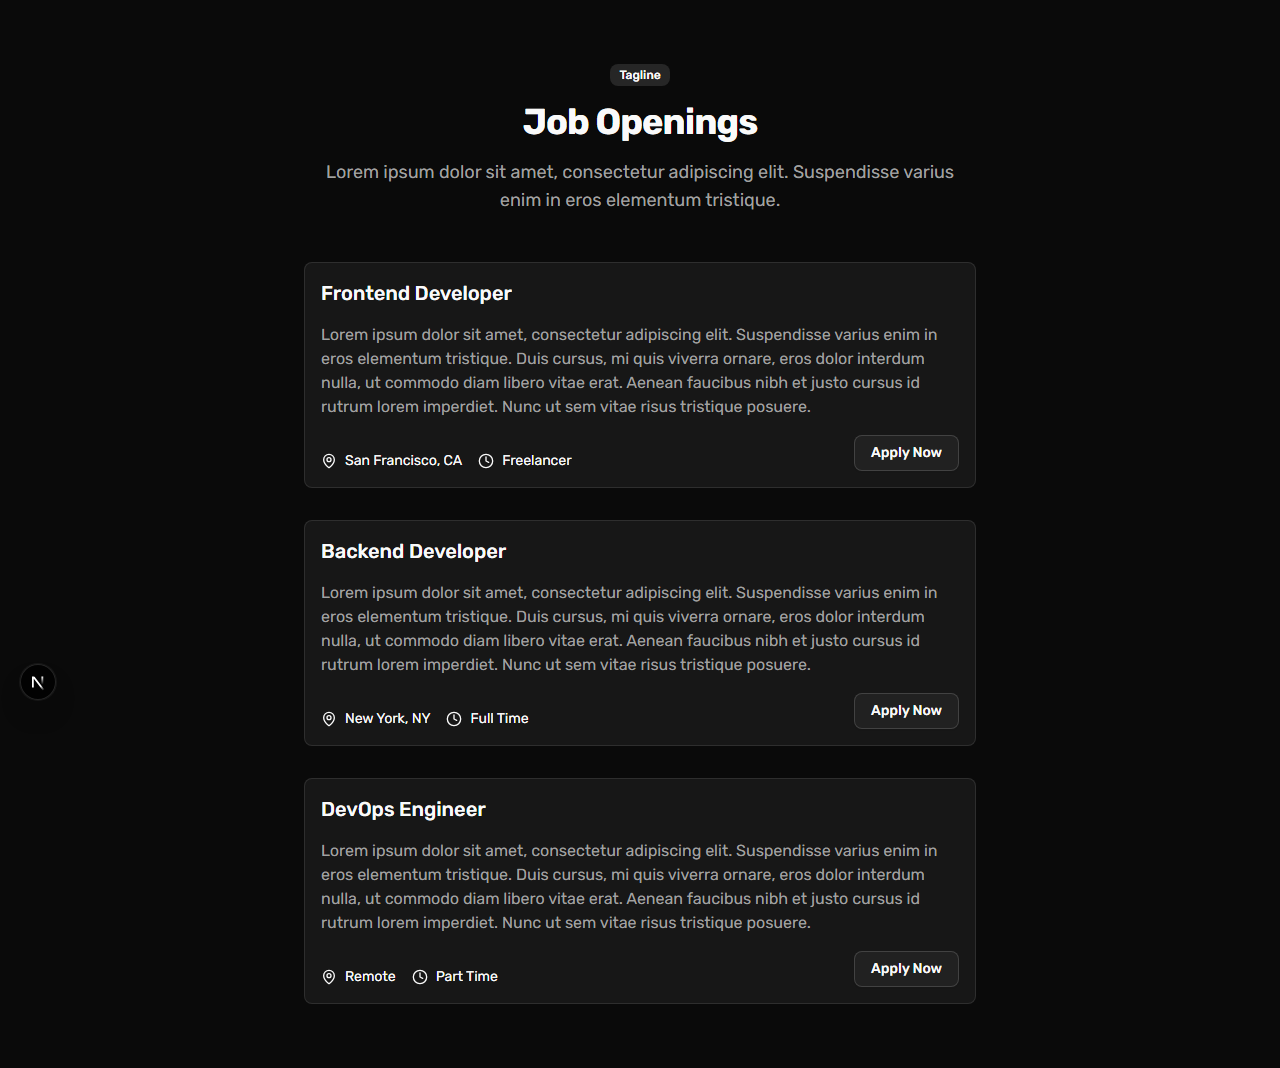 Tagline
Job Openings
Lorem ipsum dolor sit amet, consectetur adipiscing elit. Suspendisse varius
enim in eros elementum tristique.
Frontend Developer
Lorem ipsum dolor sit amet, consectetur adipiscing elit. Suspendisse varius enim in
eros elementum tristique. Duis cursus, mi quis viverra ornare, eros dolor interdum
nulla, ut commodo diam libero vitae erat. Aenean faucibus nibh et justo cursus id
rutrum lorem imperdiet. Nunc ut sem vitae risus tristique posuere.
San Francisco, CA Freelancer Apply Now
Backend Developer
Lorem ipsum dolor sit amet, consectetur adipiscing elit. Suspendisse varius enim in
eros elementum tristique. Duis cursus, mi quis viverra ornare, eros dolor interdum
nulla, ut commodo diam libero vitae erat. Aenean faucibus nibh et justo cursus id
rutrum lorem imperdiet. Nunc ut sem vitae risus tristique posuere.
N
New York, NY Full Time Apply Now
DevOps Engineer
Lorem ipsum dolor sit amet, consectetur adipiscing elit. Suspendisse varius enim in
eros elementum tristique. Duis cursus, mi quis viverra ornare, eros dolor interdum
nulla, ut commodo diam libero vitae erat. Aenean faucibus nibh et justo cursus id
rutrum lorem imperdiet. Nunc ut sem vitae risus tristique posuere.
Remote Part Time Apply Now